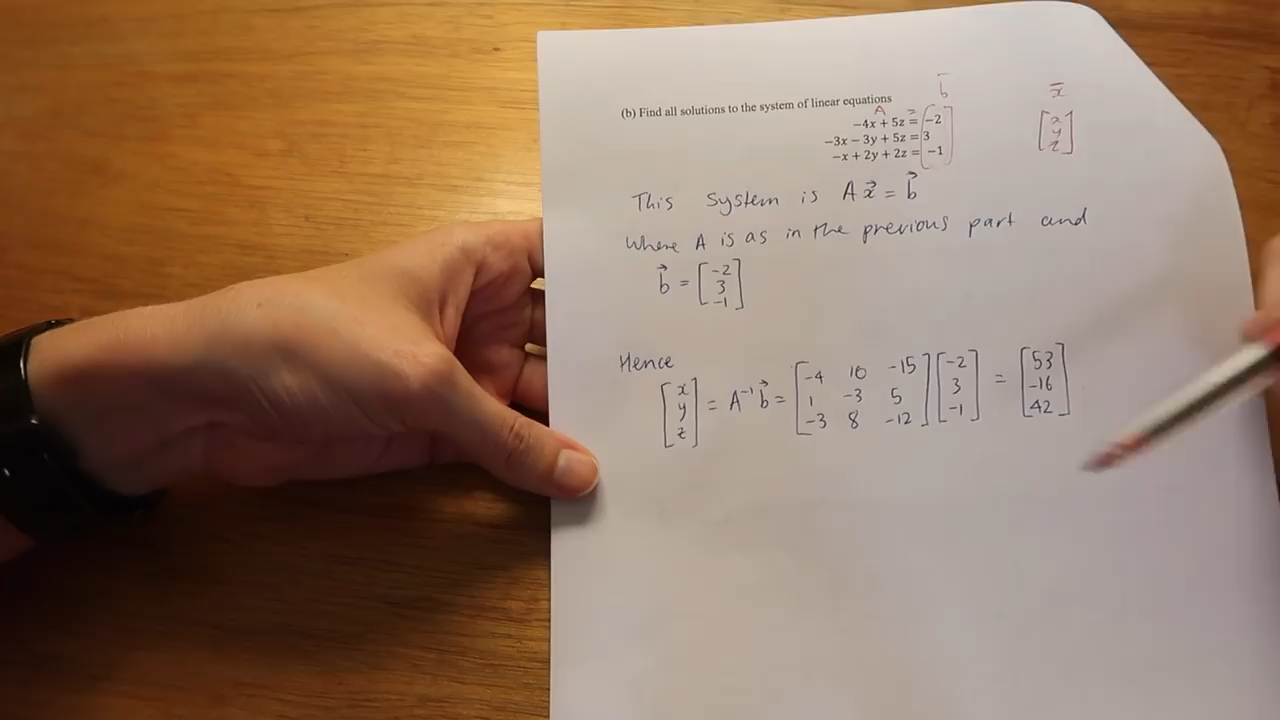 b̄
x̄
(b) Find all solutions to the system of linear equations
A =
−4x + 5z = [−2
−3x − 3y + 5z = 3
−x + 2y + 2z = −1]
[x
y
z]
This system is A x⃗ = b⃗
Where A is as in the previous part and
b⃗ = [−2
3
−1]
Hence
[x y z] = A⁻¹ b⃗ = [−4 10 −15 [−2 = [53
1 −3 5 3 −16
−3 8 −12] −1] 42]